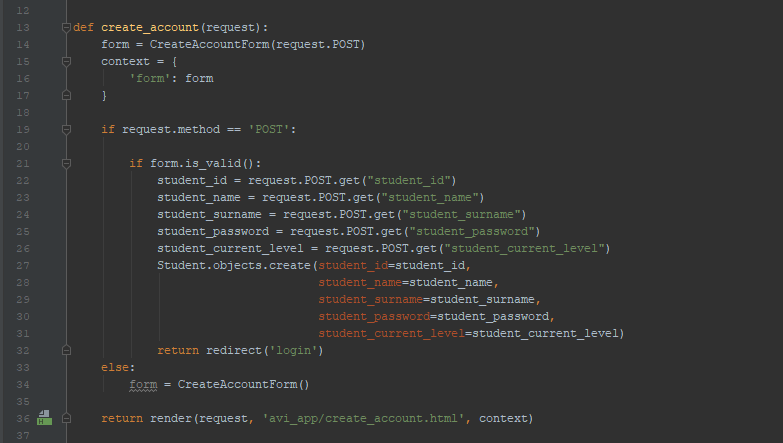 12
13 def create_account(request):
14 form = CreateAccountForm(request.POST)
15 context = {
16 'form': form
17 }
18
19 if request.method == 'POST':
20
21 if form.is_valid():
22 student_id = request.POST.get("student_id")
23 student_name = request.POST.get("student_name")
24 student_surname = request.POST.get("student_surname")
25 student_password = request.POST.get("student_password")
26 student_current_level = request.POST.get("student_current_level")
27 Student.objects.create(student_id=student_id,
28 student_name=student_name,
29 student_surname=student_surname,
30 student_password=student_password,
31 student_current_level=student_current_level)
32 return redirect('login')
33 else:
34 form = CreateAccountForm()
35
36 return render(request, 'avi_app/create_account.html', context)
37